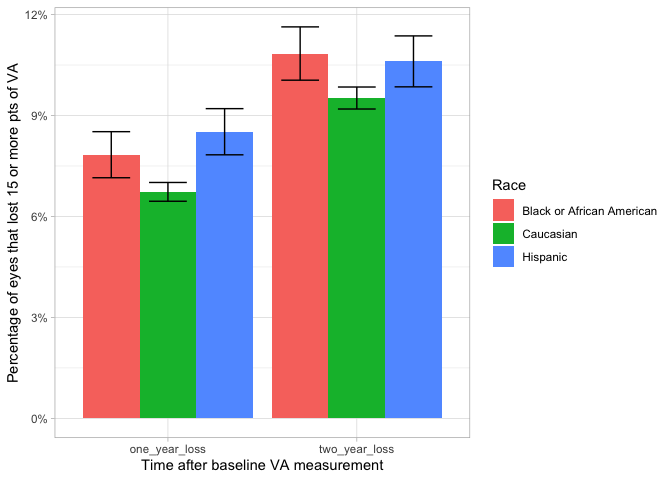 Percentage of eyes that lost 15 or more pts of VA
12%
9%
6%
3%
0%
one_year_loss
two_year_loss
Time after baseline VA measurement
Race
Black or African American
Caucasian
Hispanic